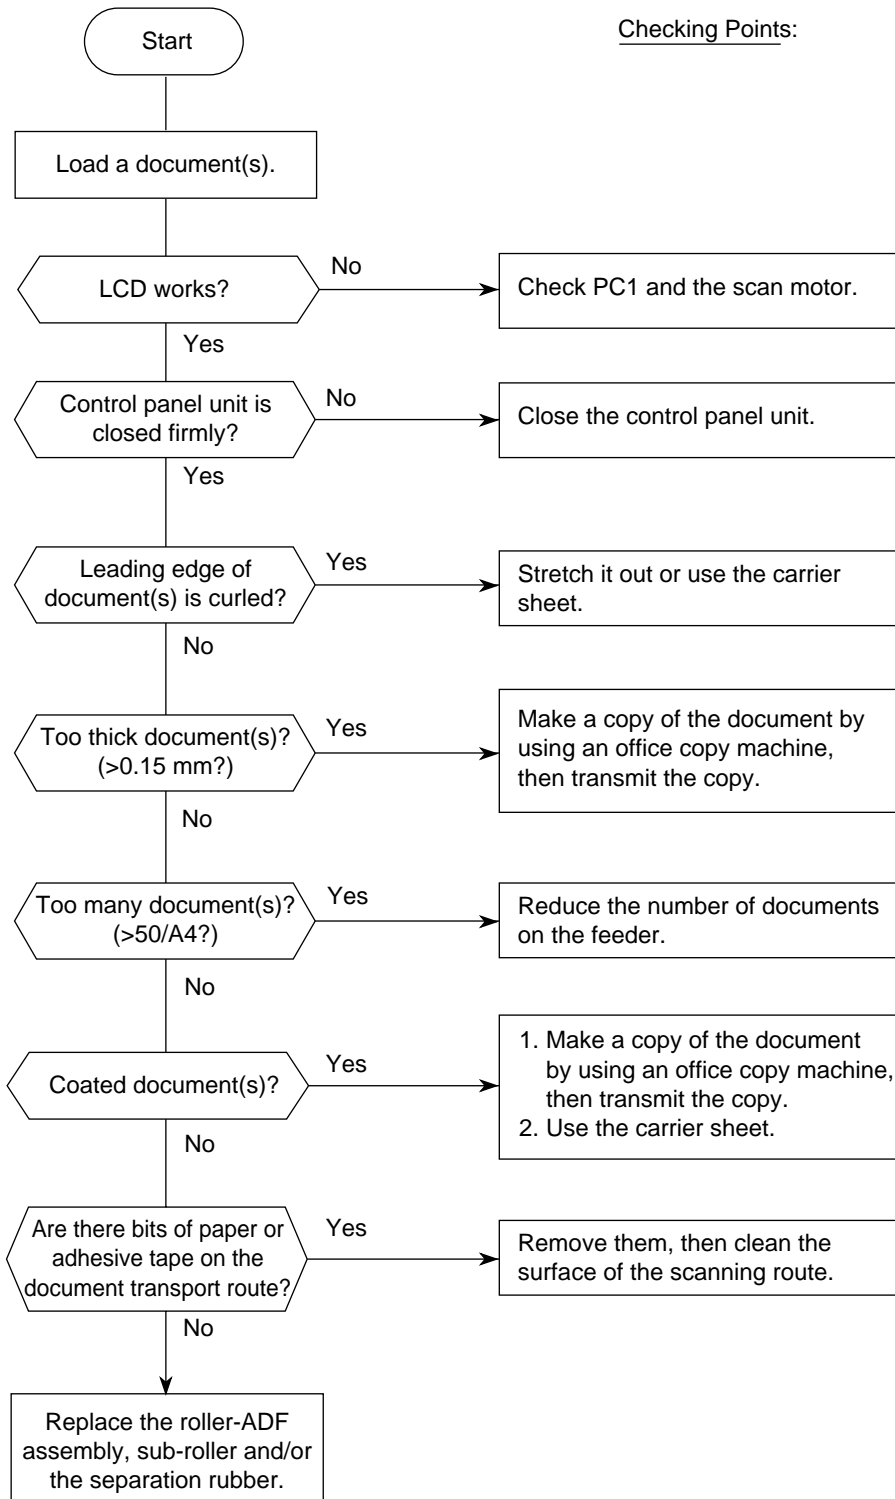 Start
Checking Points:
Load a document(s).
LCD works?
No
Check PC1 and the scan motor.
Yes
Control panel unit is
closed firmly?
No
Close the control panel unit.
Yes
Leading edge of
document(s) is curled?
Yes
Stretch it out or use the carrier
sheet.
No
Too thick document(s)?
(>0.15 mm?)
Yes
Make a copy of the document by
using an office copy machine,
then transmit the copy.
No
Too many document(s)?
(>50/A4?)
Yes
Reduce the number of documents
on the feeder.
No
Coated document(s)?
Yes
1. Make a copy of the document
by using an office copy machine,
then transmit the copy.
2. Use the carrier sheet.
No
Are there bits of paper or
adhesive tape on the
document transport route?
Yes
Remove them, then clean the
surface of the scanning route.
No
Replace the roller-ADF
assembly, sub-roller and/or
the separation rubber.